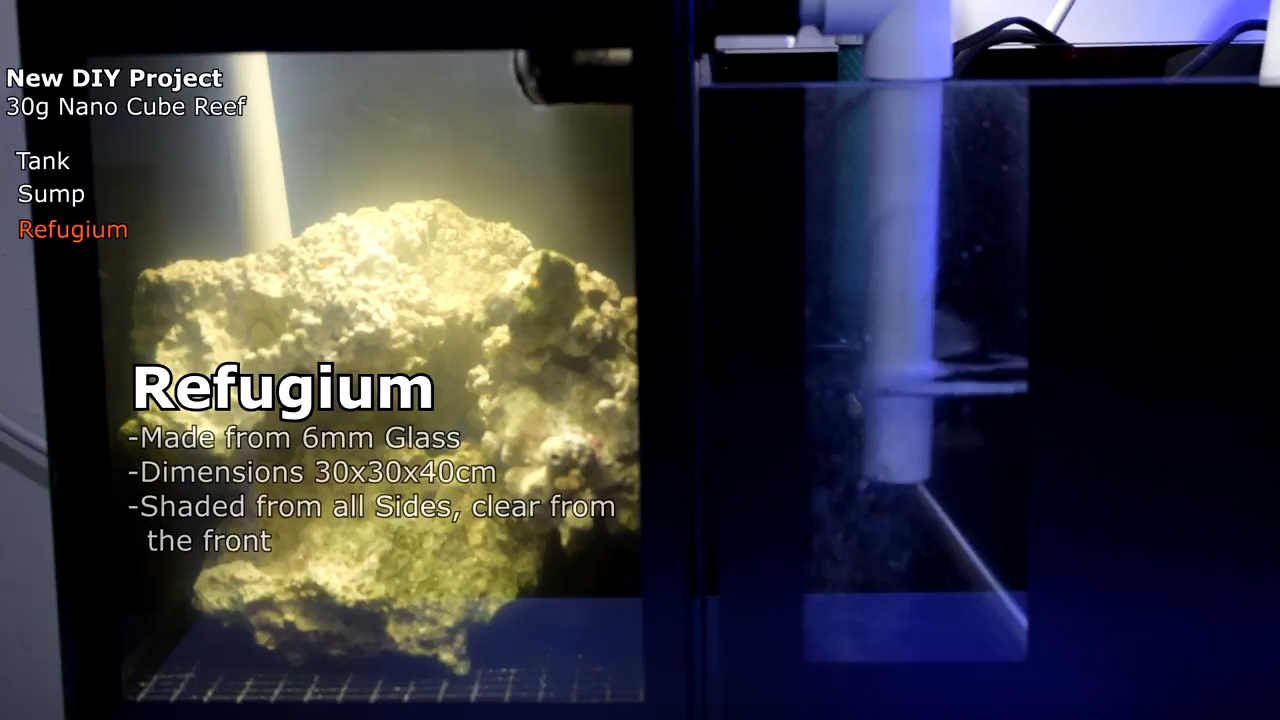 New DIY Project
30g Nano Cube Reef
Tank
Sump
Refugium
Refugium
-Made from 6mm Glass
-Dimensions 30x30x40cm
-Shaded from all Sides, clear from
the front